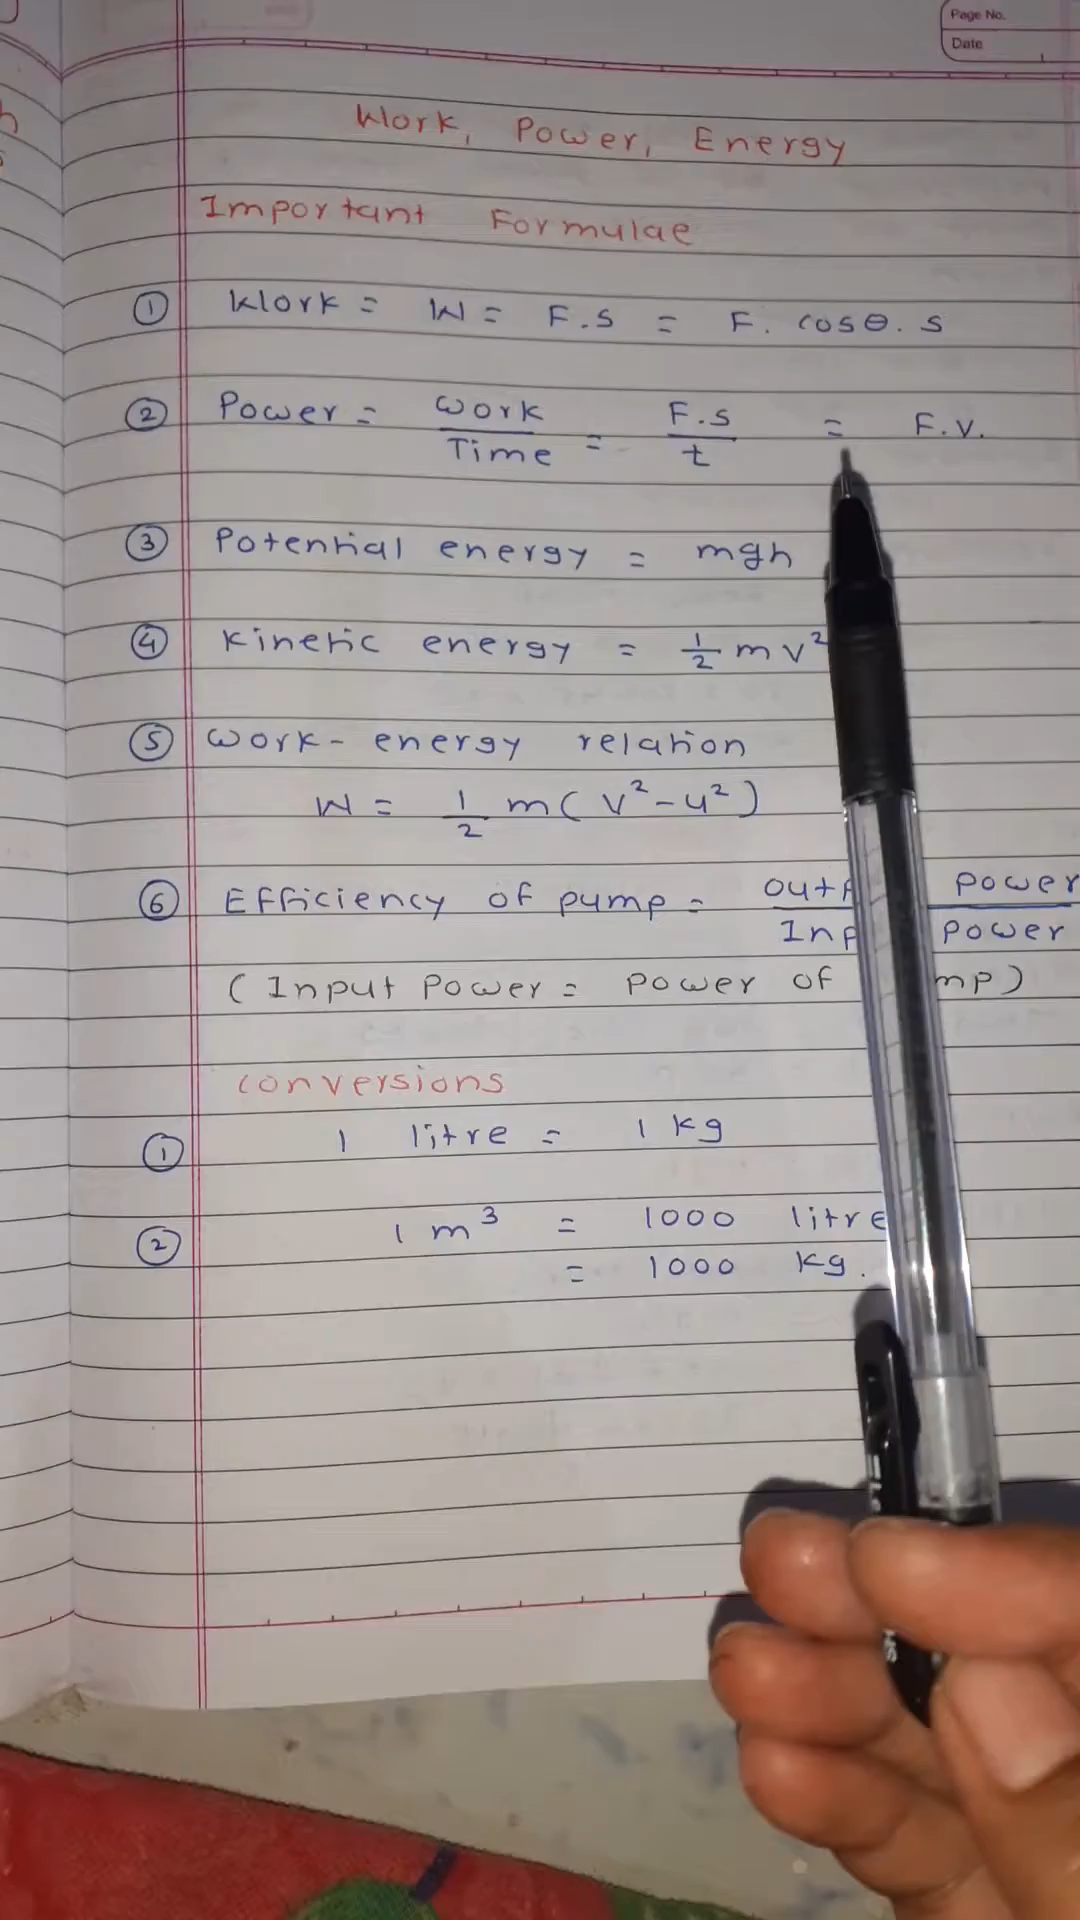 Page No.
Date
Work, Power, Energy
Important Formulae
① Work = W = F.s = F. cosθ. s
② Power = Work/Time = F.s/t = F.v.
③ Potential energy = mgh
④ Kinetic energy = 1/2 mv²
⑤ Work-energy relation
W = 1/2 m(v²-u²)
⑥ Efficiency of pump = power / power
(Input Power = Power of
Conversions
① 1 litre = 1 kg
② 1 m³ = 1000 litre
= 1000 kg.